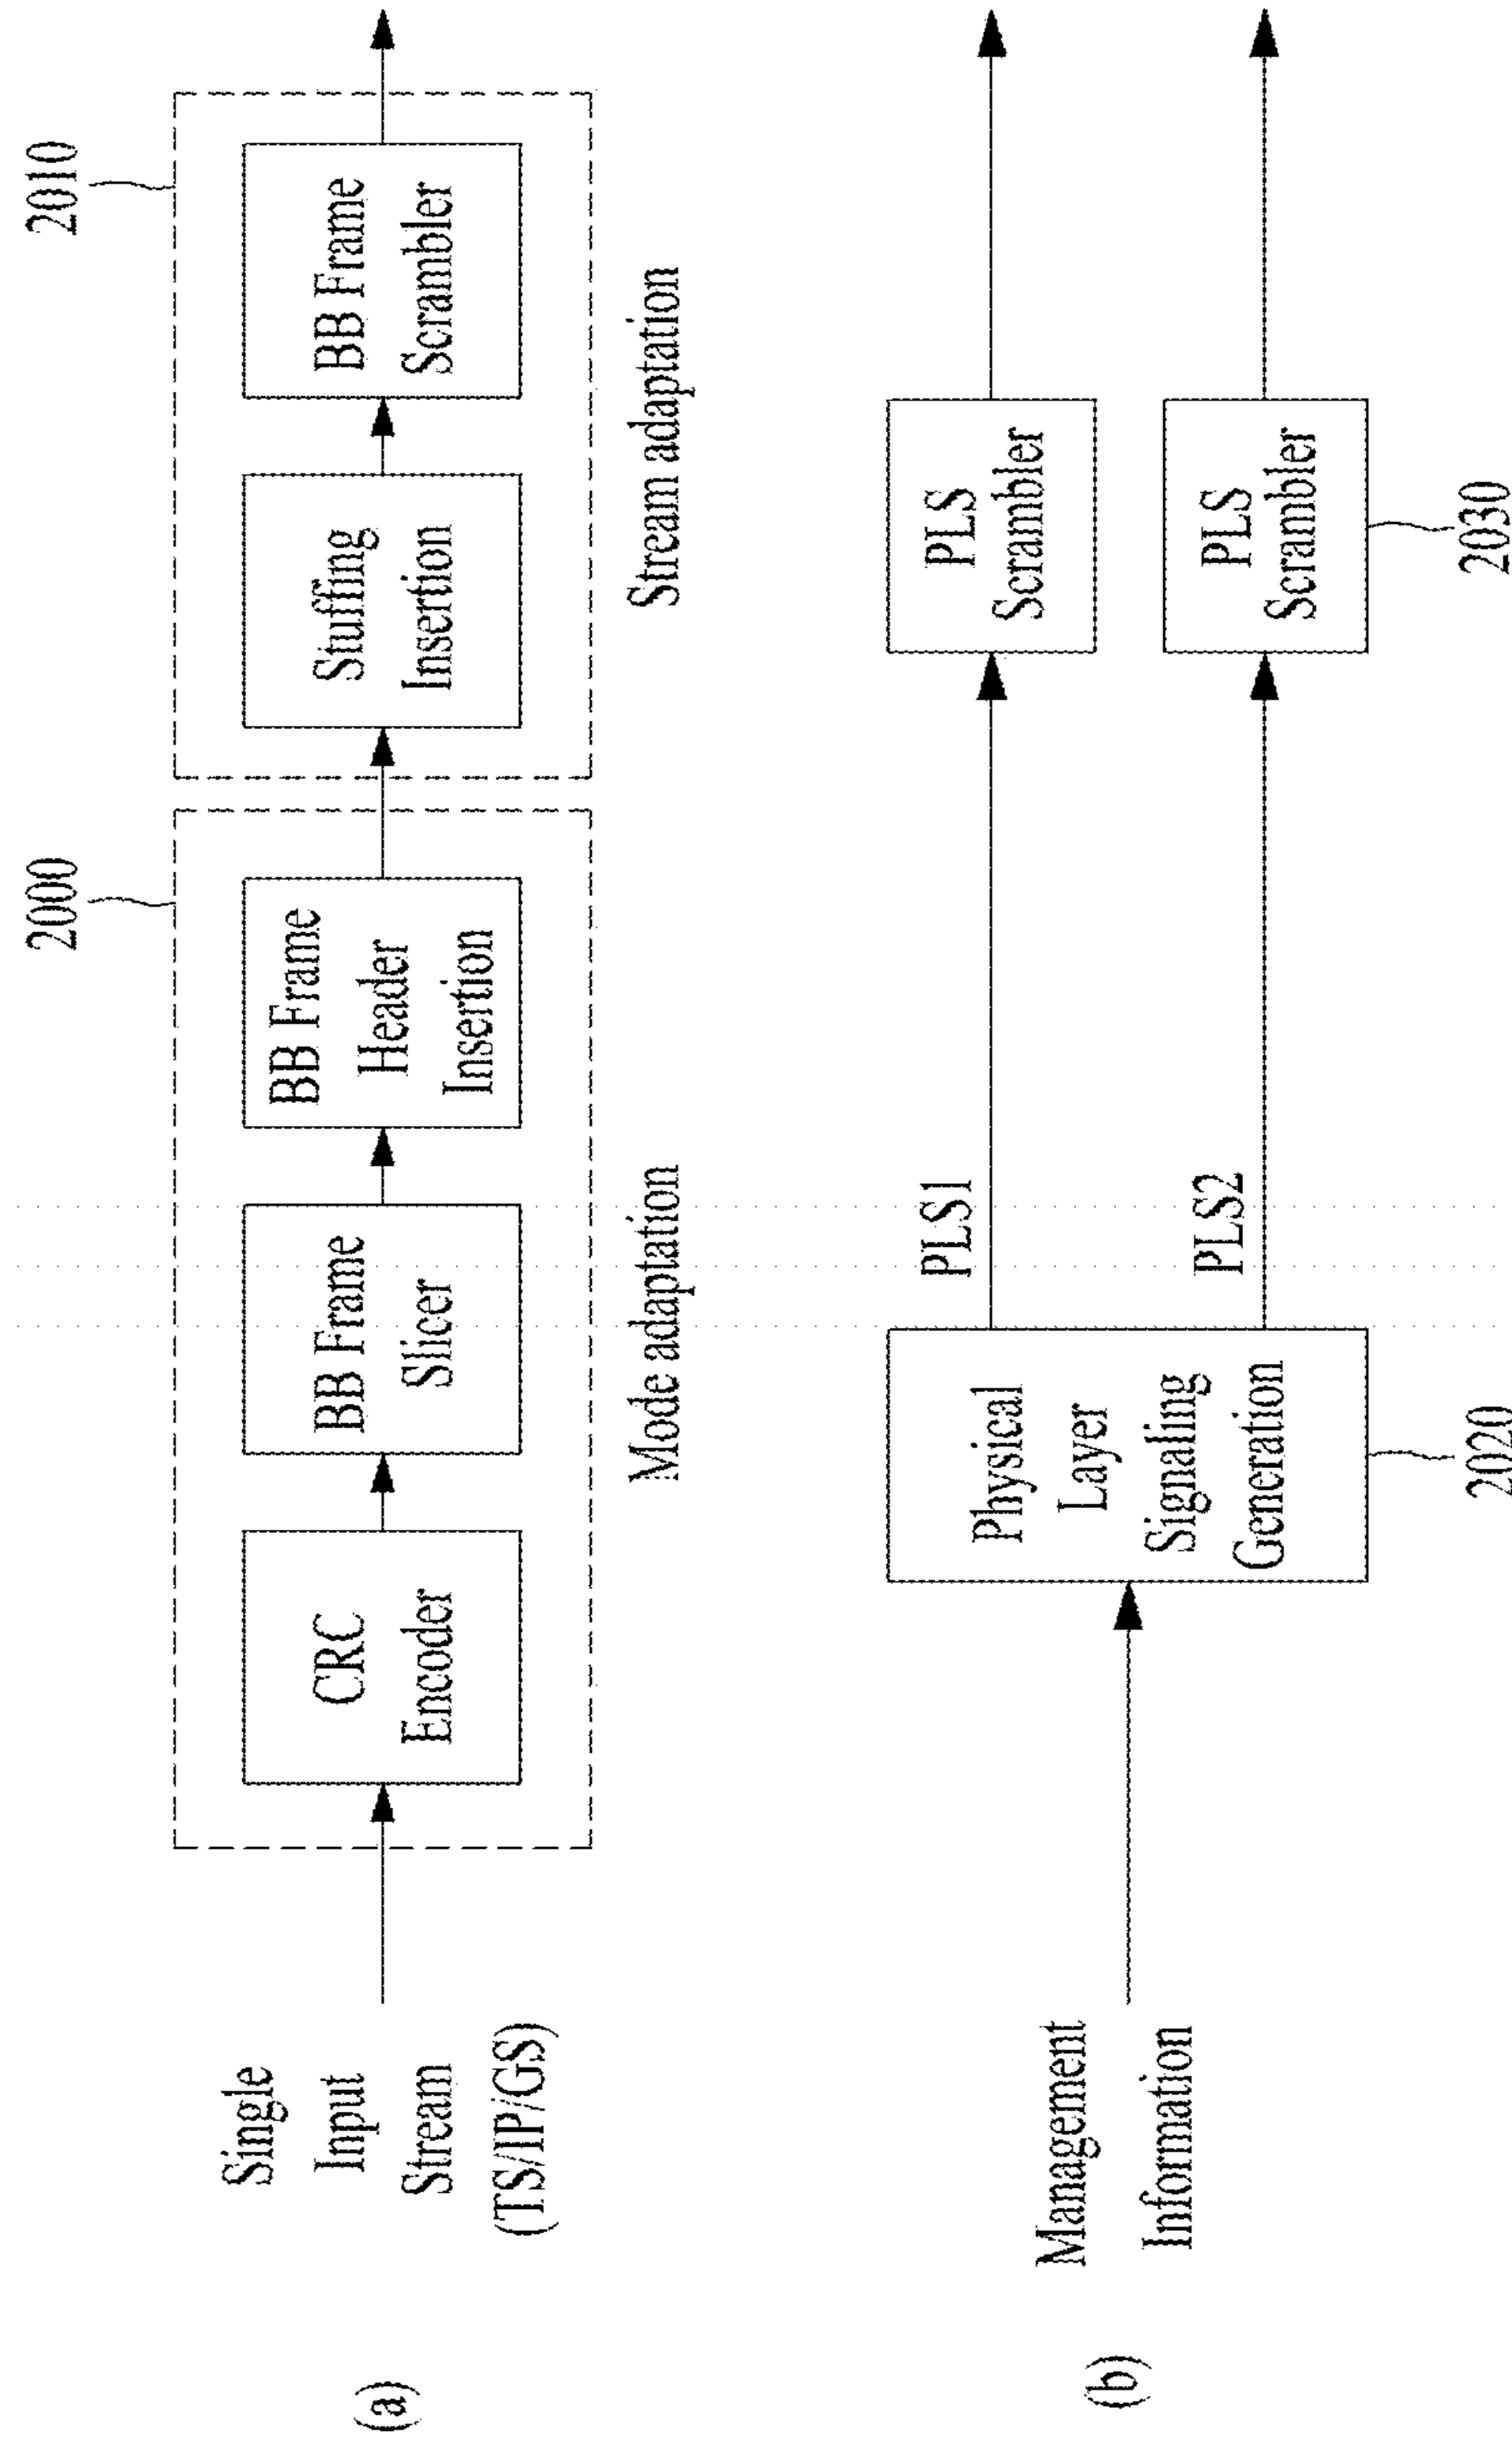 (a)
Single
Input
Stream
(TS/IP/GS)
CRC
Encoder
BB Frame
Slicer
BB Frame
Header
Insertion
2000
Mode adaptation
Stuffing
Insertion
BB Frame
Scrambler
2010
Stream adaptation
(b)
Management
Information
Physical
Layer
Signaling
Generation
2020
PLS1
PLS2
PLS
Scrambler
PLS
Scrambler
2030